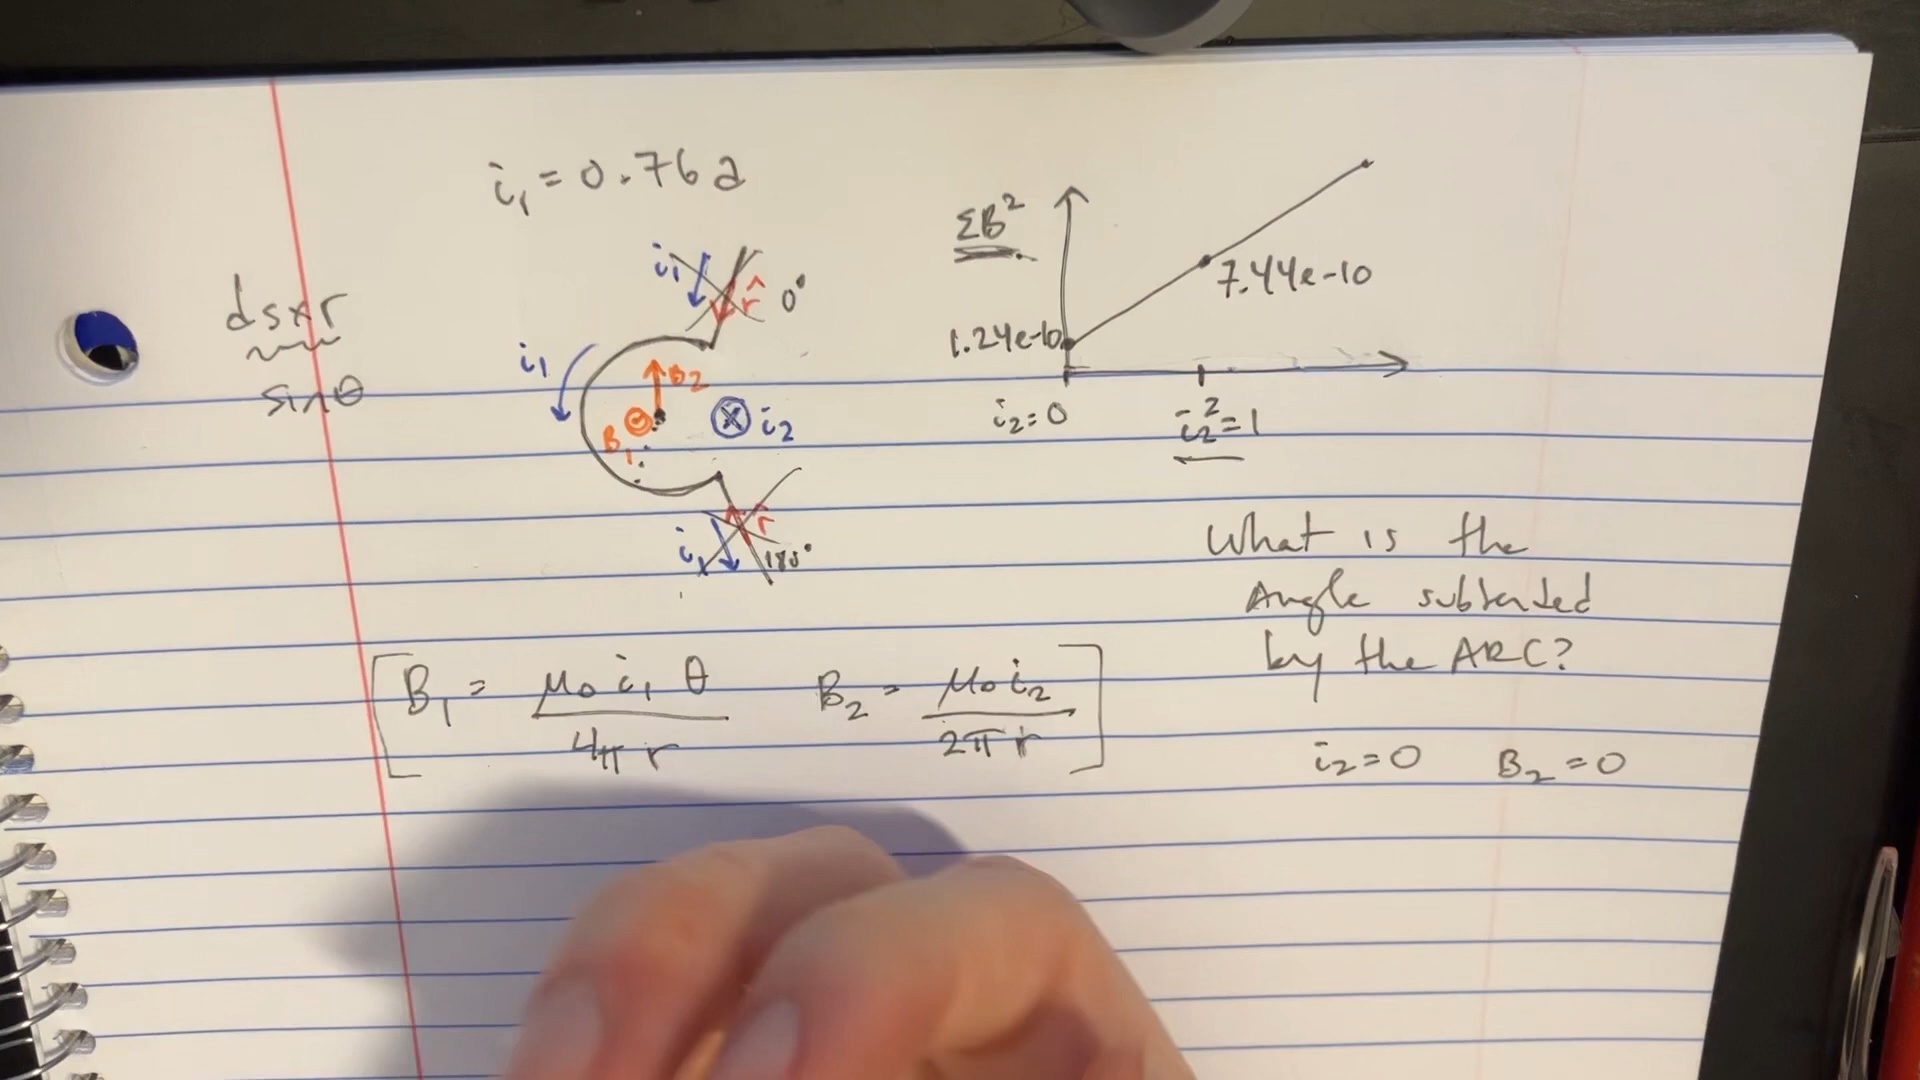 i₁ = 0.76 a
ΣB²
7.44e-10
1.24e-10
i₂=0
i₂²=1
ds×r
sinθ
i₁
r̂
0°
i₁
B₂
B₁
i₂
i₁
r̂
180°
What is the
Angle subtended
by the ARC?
B₁ = μ₀ i₁ θ / 4π r B₂ = μ₀ i₂ / 2π r
i₂=0 B₂=0